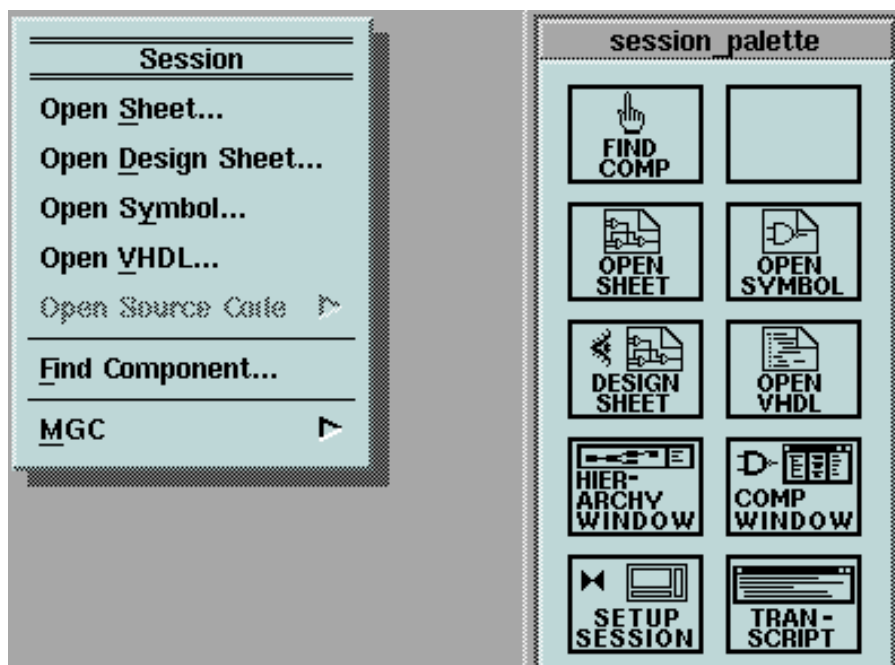 Session
Open Sheet...
Open Design Sheet...
Open Symbol...
Open VHDL...
Open Source Code
Find Component...
MGC
session_palette
FIND
COMP
OPEN
SHEET
OPEN
SYMBOL
DESIGN
SHEET
OPEN
VHDL
HIER-
ARCHY
WINDOW
COMP
WINDOW
SETUP
SESSION
TRAN-
SCRIPT